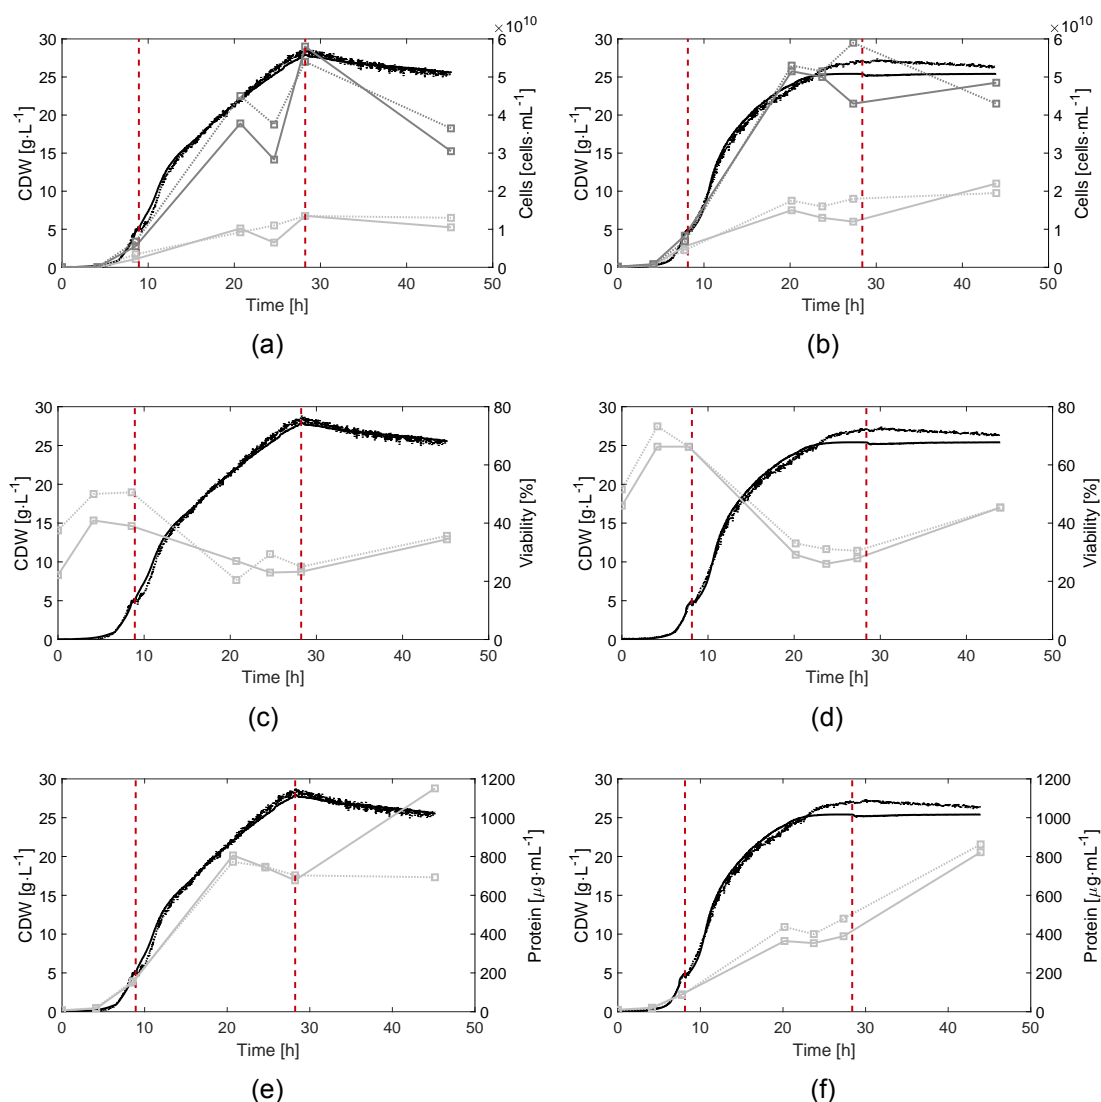 ×10^10
30
25
20
15
10
5
0
CDW [g·L^-1]
6
5
4
3
2
1
0
Cells [cells·mL^-1]
0 10 20 30 40 50
Time [h]
(a)
×10^10
30
25
20
15
10
5
0
CDW [g·L^-1]
6
5
4
3
2
1
0
Cells [cells·mL^-1]
0 10 20 30 40 50
Time [h]
(b)
30
25
20
15
10
5
0
CDW [g·L^-1]
80
60
40
20
0
Viability [%]
0 10 20 30 40 50
Time [h]
(c)
30
25
20
15
10
5
0
CDW [g·L^-1]
80
60
40
20
0
Viability [%]
0 10 20 30 40 50
Time [h]
(d)
30
25
20
15
10
5
0
CDW [g·L^-1]
1200
1000
800
600
400
200
0
Protein [μg·mL^-1]
0 10 20 30 40 50
Time [h]
(e)
30
25
20
15
10
5
0
CDW [g·L^-1]
1200
1000
800
600
400
200
0
Protein [μg·mL^-1]
0 10 20 30 40 50
Time [h]
(f)